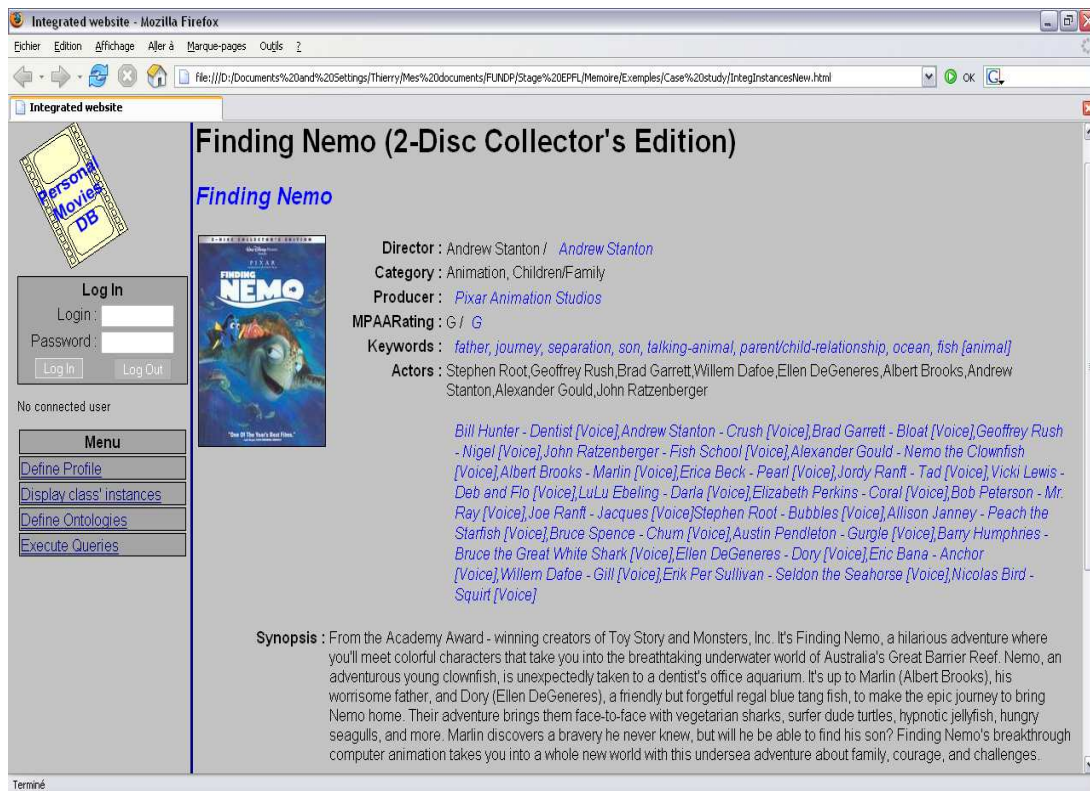 Integrated website - Mozilla Firefox
Fichier Edition Affichage Aller à Marque-pages Outils ?
file:///D:/Documents%20and%20Settings/Thierry/Mes%20documents/FUNDP/Stage%20EPFL/Memoire/Exemples/Case%20study/IntegInstancesNew.html
OK
Integrated website
Personal
Movies
DB
Log In
Login :
Password :
Log In Log Out
No connected user
Menu
Define Profile
Display class' instances
Define Ontologies
Execute Queries
Finding Nemo (2-Disc Collector's Edition)
Finding Nemo
2-DISC COLLECTOR'S EDITION
PIXAR
FINDING
NEMO
"One Of The Year's Best Films."
Director : Andrew Stanton / Andrew Stanton
Category : Animation, Children/Family
Producer : Pixar Animation Studios
MPAARating : G / G
Keywords : father, journey, separation, son, talking-animal, parent/child-relationship, ocean, fish [animal]
Actors : Stephen Root,Geoffrey Rush,Brad Garrett,Willem Dafoe,Ellen DeGeneres,Albert Brooks,Andrew
Stanton,Alexander Gould,John Ratzenberger
Bill Hunter - Dentist [Voice],Andrew Stanton - Crush [Voice],Brad Garrett - Bloat [Voice],Geoffrey Rush
- Nigel [Voice],John Ratzenberger - Fish School [Voice],Alexander Gould - Nemo the Clownfish
[Voice],Albert Brooks - Marlin [Voice],Erica Beck - Pearl [Voice],Jordy Ranft - Tad [Voice],Vicki Lewis -
Deb and Flo [Voice],LuLu Ebeling - Darla [Voice],Elizabeth Perkins - Coral [Voice],Bob Peterson - Mr.
Ray [Voice],Joe Ranft - Jacques [Voice]Stephen Root - Bubbles [Voice],Allison Janney - Peach the
Starfish [Voice],Bruce Spence - Chum [Voice],Austin Pendleton - Gurgle [Voice],Barry Humphries -
Bruce the Great White Shark [Voice],Ellen DeGeneres - Dory [Voice],Eric Bana - Anchor
[Voice],Willem Dafoe - Gill [Voice],Erik Per Sullivan - Seldon the Seahorse [Voice],Nicolas Bird -
Squirt [Voice]
Synopsis : From the Academy Award - winning creators of Toy Story and Monsters, Inc. It's Finding Nemo, a hilarious adventure where
you'll meet colorful characters that take you into the breathtaking underwater world of Australia's Great Barrier Reef. Nemo, an
adventurous young clownfish, is unexpectedly taken to a dentist's office aquarium. It's up to Marlin (Albert Brooks), his
worrisome father, and Dory (Ellen DeGeneres), a friendly but forgetful regal blue tang fish, to make the epic journey to bring
Nemo home. Their adventure brings them face-to-face with vegetarian sharks, surfer dude turtles, hypnotic jellyfish, hungry
seagulls, and more. Marlin discovers a bravery he never knew, but will he be able to find his son? Finding Nemo's breakthrough
computer animation takes you into a whole new world with this undersea adventure about family, courage, and challenges.
Terminé